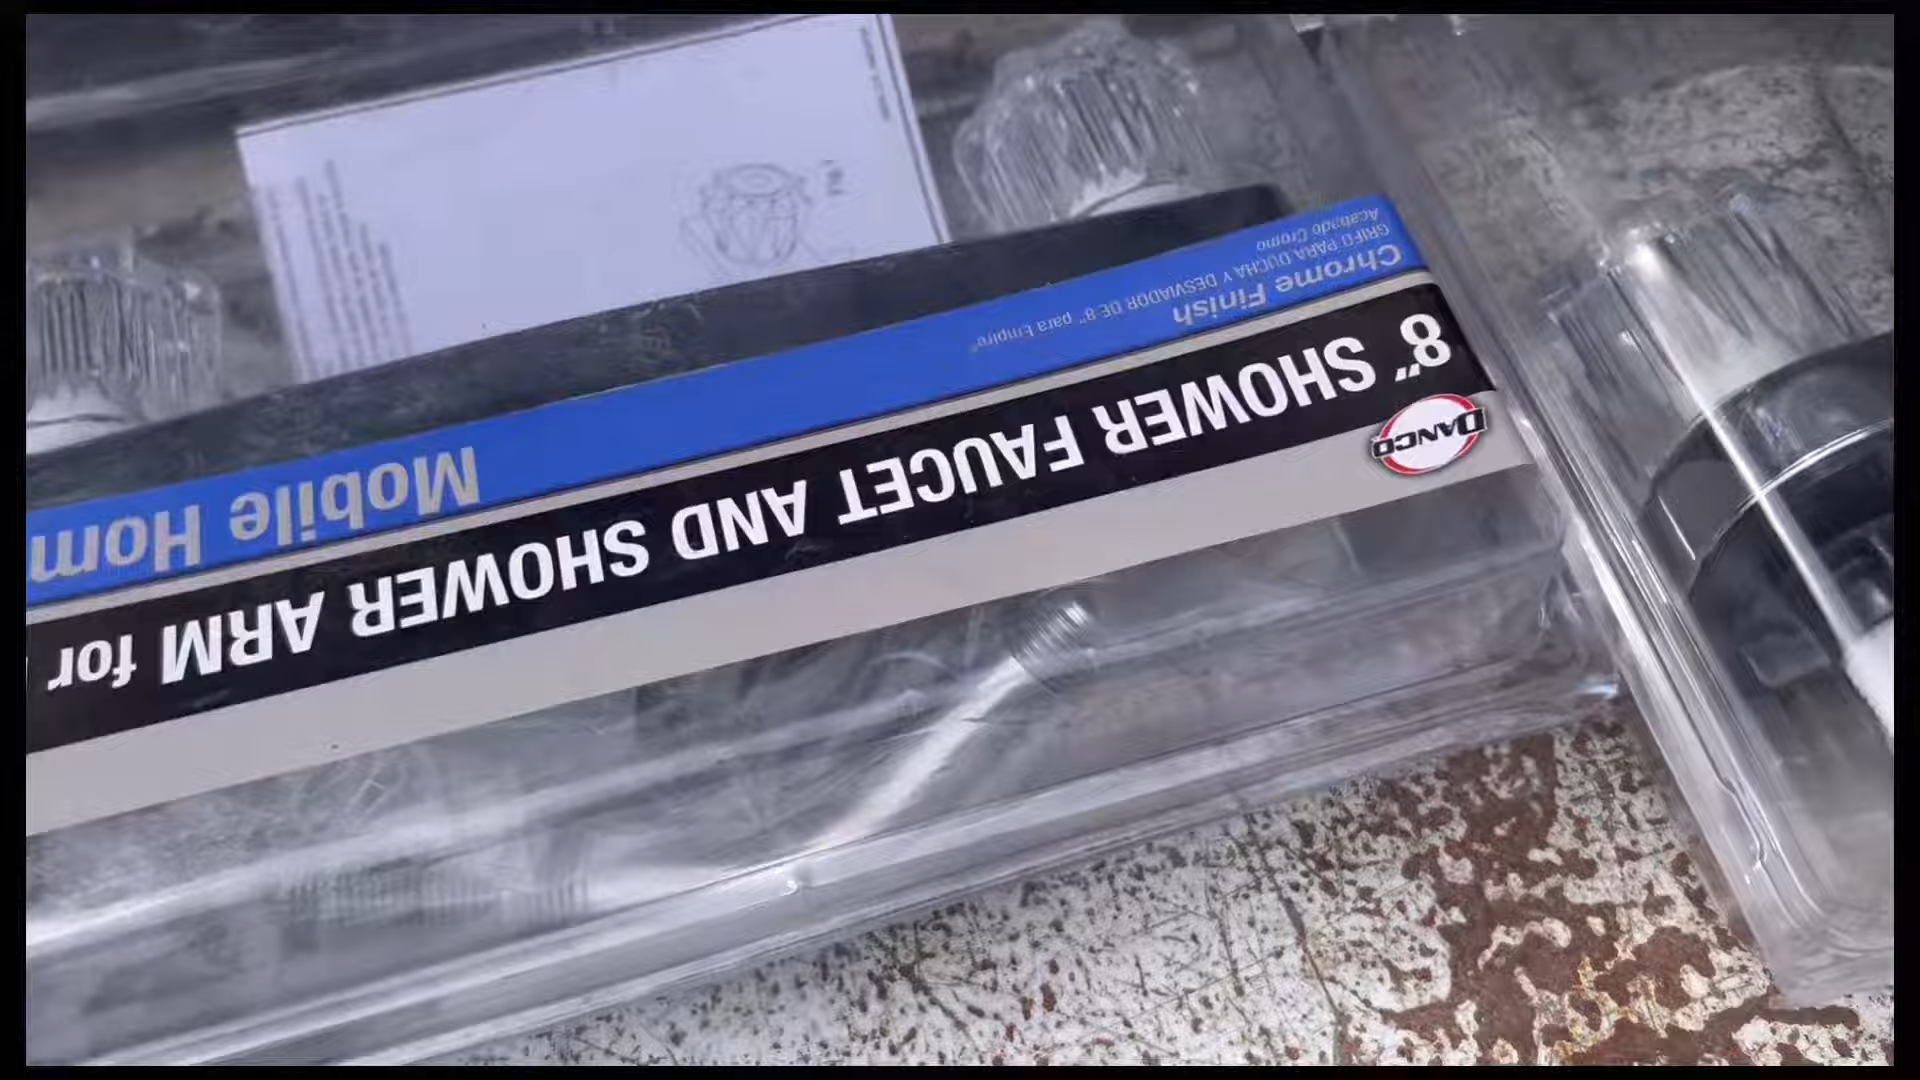 DANCO
8" SHOWER FAUCET AND SHOWER ARM for
Mobile Hom
Chrome Finish
GRIFO PARA DUCHA Y DESVIADOR DE 8" para Empire®
Acabado Cromo